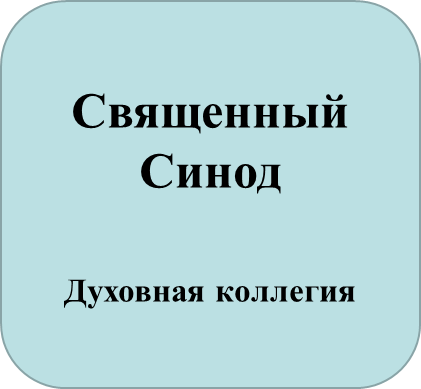 Священный
Синод
Духовная коллегия